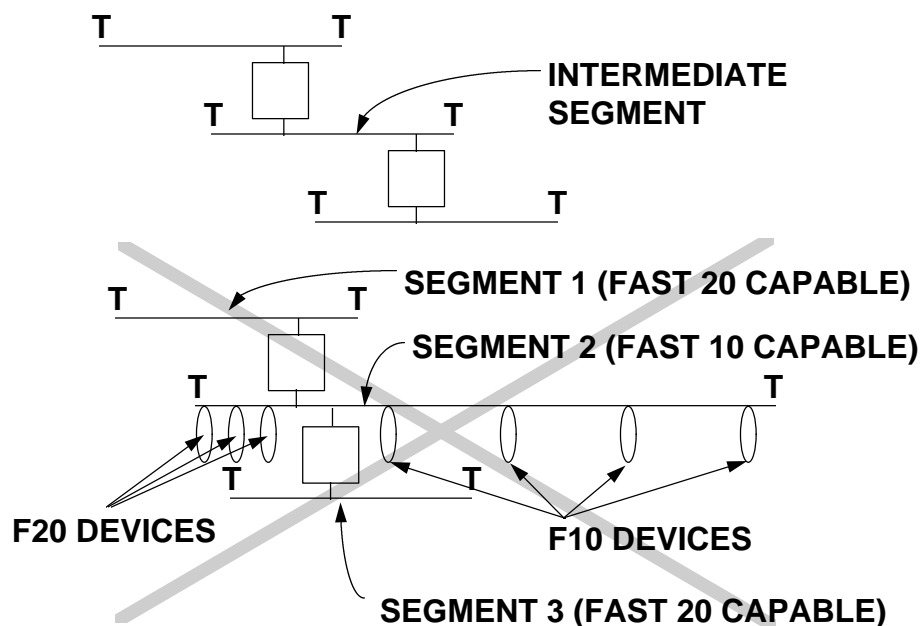 T T
INTERMEDIATE
SEGMENT
T T
T T
SEGMENT 1 (FAST 20 CAPABLE)
T T
SEGMENT 2 (FAST 10 CAPABLE)
T T
T T
F20 DEVICES
F10 DEVICES
SEGMENT 3 (FAST 20 CAPABLE)